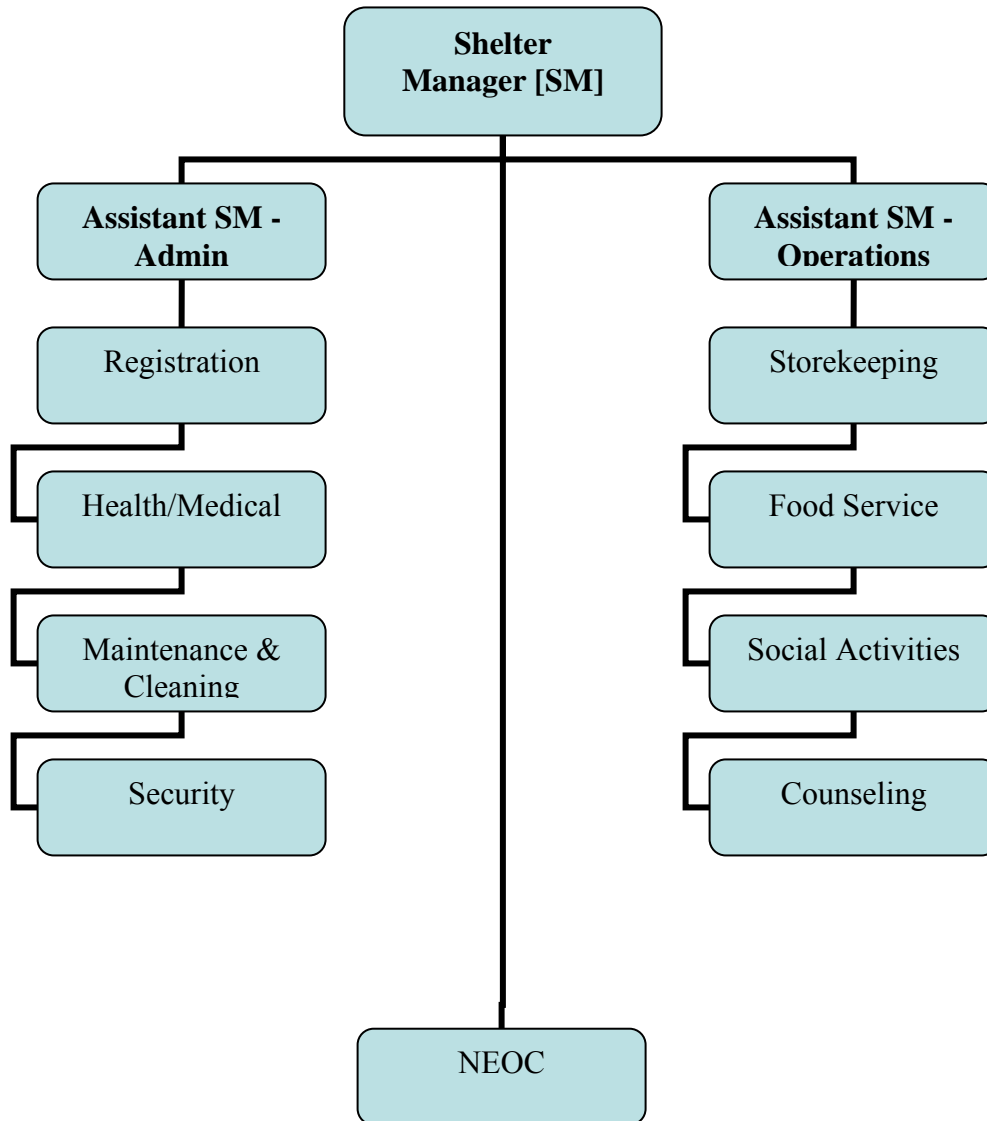 Shelter
Manager [SM]
Assistant SM -
Admin
Assistant SM -
Operations
Registration
Storekeeping
Health/Medical
Food Service
Maintenance &
Cleaning
Social Activities
Security
Counseling
NEOC